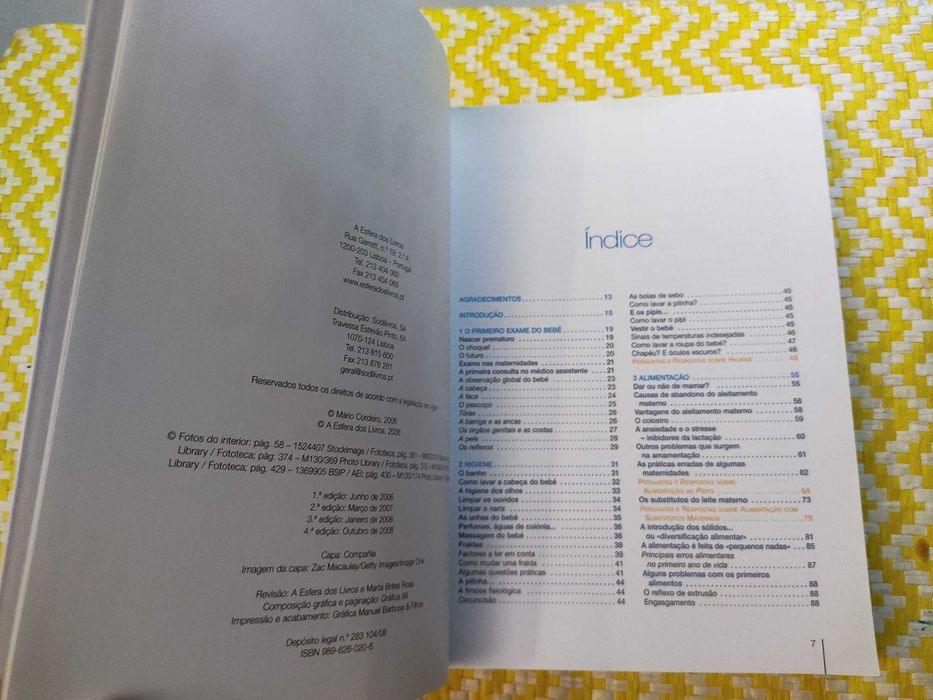 A Esfera dos Livros
Rua Garrett, n.º 19, 2.º A
1200-203 Lisboa – Portugal
Tel. 213 404 060
Fax 213 404 069
www.esferadoslivros.pt
Distribuição: Sodilivros, SA
Travessa Estevão Pinto, 6A
1070-124 Lisboa
Tel. 213 815 600
Fax 213 876 281
geral@sodilivros.pt
Reservados todos os direitos de acordo com a legislação em vigor
© Mário Cordeiro, 2006
© A Esfera dos Livros, 2006
© Fotos do interior: pág. 58 – 1524407 Stockimage / Fototeca; pág. 361 –
Library / Fototeca; pág: 374 – M130/369 Photo Library / Fototeca; pág. 375 –
Library / Fototeca; pág. 429 – 1369905 BSIP / AEI; pág. 430 – M130/174 Photo Library
1.ª edição: Junho de 2006
2.ª edição: Março de 2007
3.ª edição: Janeiro de 2008
4.ª edição: Outubro de 2008
Capa: Compañía
Imagem da capa: Zac Macaulay/Getty Images/Image One
Revisão: A Esfera dos Livros e Maria Brites Rosa
Composição gráfica e paginação: Gráfica 99
Impressão e acabamento: Gráfica Manuel Barbosa & Filhos
Depósito legal n.º 283 104/08
ISBN 989-626-020-6
Índice
AGRADECIMENTOS 13
INTRODUÇÃO 15
1 O PRIMEIRO EXAME DO BEBÉ 19
Nascer prematuro 19
O choque! 20
O futuro 20
Exame nas maternidades 21
A primeira consulta no médico assistente 21
A observação global do bebé 23
A cabeça 23
A face 24
O pescoço 25
Tórax 26
A barriga e as ancas 26
Os órgãos genitais e as costas 27
A pele 28
Os reflexos 29
2 HIGIENE 31
O banho 31
Como lavar a cabeça do bebé 32
A higiene dos olhos 33
Limpar os ouvidos 34
Limpar o nariz 34
As unhas do bebé 35
Perfumes, águas de colónia... 36
Massagem do bebé 36
Fraldas 38
Factores a ter em conta 39
Como mudar uma fralda 41
Algumas questões práticas 41
A pilinha 44
A fimose fisiológica 44
Circuncisão 44
As bolas de sebo 45
Como lavar a pilinha? 45
E os pipis... 45
Como lavar o pipi 45
Vestir o bebé 45
Sinais de temperaturas indesejadas 46
Como lavar a roupa do bebé? 47
Chapéu? E óculos escuros? 48
PERGUNTAS E RESPOSTAS SOBRE HIGIENE 49
3 ALIMENTAÇÃO 55
Dar ou não de mamar? 55
Causas de abandono do aleitamento
materno 56
Vantagens do aleitamento materno 58
O colostro 59
A ansiedade e o stresse
– inibidores da lactação 60
Outros problemas que surgem
na amamentação 61
As práticas erradas de algumas
maternidades 62
PERGUNTAS E RESPOSTAS SOBRE
ALIMENTAÇÃO AO PEITO 64
Os substitutos do leite materno 73
PERGUNTAS E RESPOSTAS SOBRE ALIMENTAÇÃO COM
SUBSTITUTOS MATERNOS 75
A introdução dos sólidos...
ou «diversificação alimentar» 81
A alimentação é feita de «pequenos nadas» 85
Principais erros alimentares
no primeiro ano de vida 87
Alguns problemas com os primeiros
alimentos 88
O reflexo de extrusão 88
Engasgamento 88
7